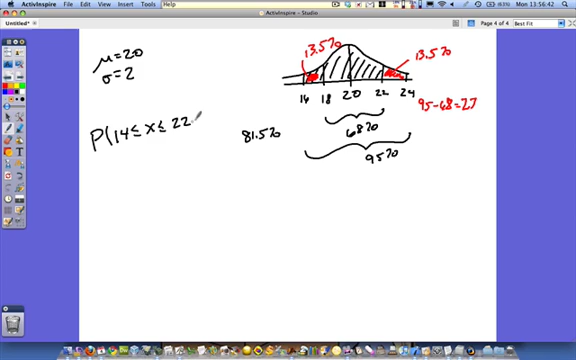 ActivInspire - Studio
ActivInspire File Edit View Tools Insert Help
13:56:42
Untitled*
Page 4 of 4
Best Fit
μ=20
σ=2
13.5%
13.5%
16 18 20 22 24
95-68=27
68%
95%
P(14≤x≤22
81.5%